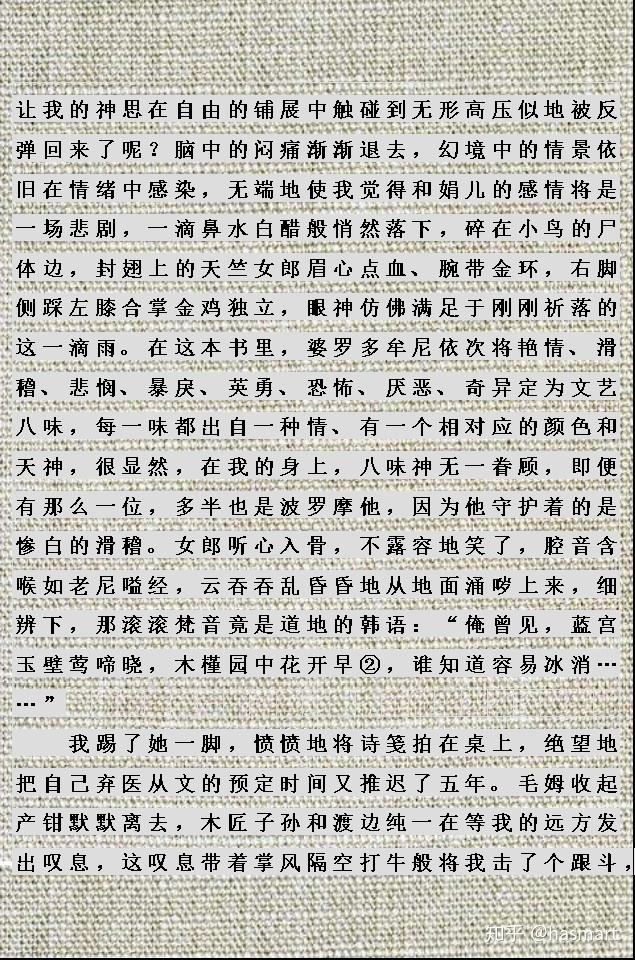 让我的神思在自由的铺展中触碰到无形高压似地被反
弹回来了呢？脑中的闷痛渐渐退去，幻境中的情景依
旧在情绪中感染，无端地使我觉得和娟儿的感情将是
一场悲剧，一滴鼻水白醋般悄然落下，碎在小鸟的尸
体边，封翅上的天竺女郎眉心点血、腕带金环，右脚
侧踩左膝合掌金鸡独立，眼神仿佛满足于刚刚祈落的
这一滴雨。在这本书里，婆罗多牟尼依次将艳情、滑
稽、悲悯、暴戾、英勇、恐怖、厌恶、奇异定为文艺
八味，每一味都出自一种情、有一个相对应的颜色和
天神，很显然，在我的身上，八味神无一眷顾，即便
有那么一位，多半也是波罗摩他，因为他守护着的是
惨白的滑稽。女郎听心入骨，不露容地笑了，腔音含
喉如老尼嗑经，云吞吞乱昏昏地从地面涌哕上来，细
辨下，那滚滚梵音竟是道地的韩语：“俺曾见，蓝宫
玉壁莺啼晓，木槿园中花开早②，谁知道容易冰消…
…”
我踢了她一脚，愤愤地将诗笺拍在桌上，绝望地
把自己弃医从文的预定时间又推迟了五年。毛姆收起
产钳默默离去，木匠子孙和渡边纯一在等我的远方发
出叹息，这叹息带着掌风隔空打牛般将我击了个跟斗，
知乎 @hasmart